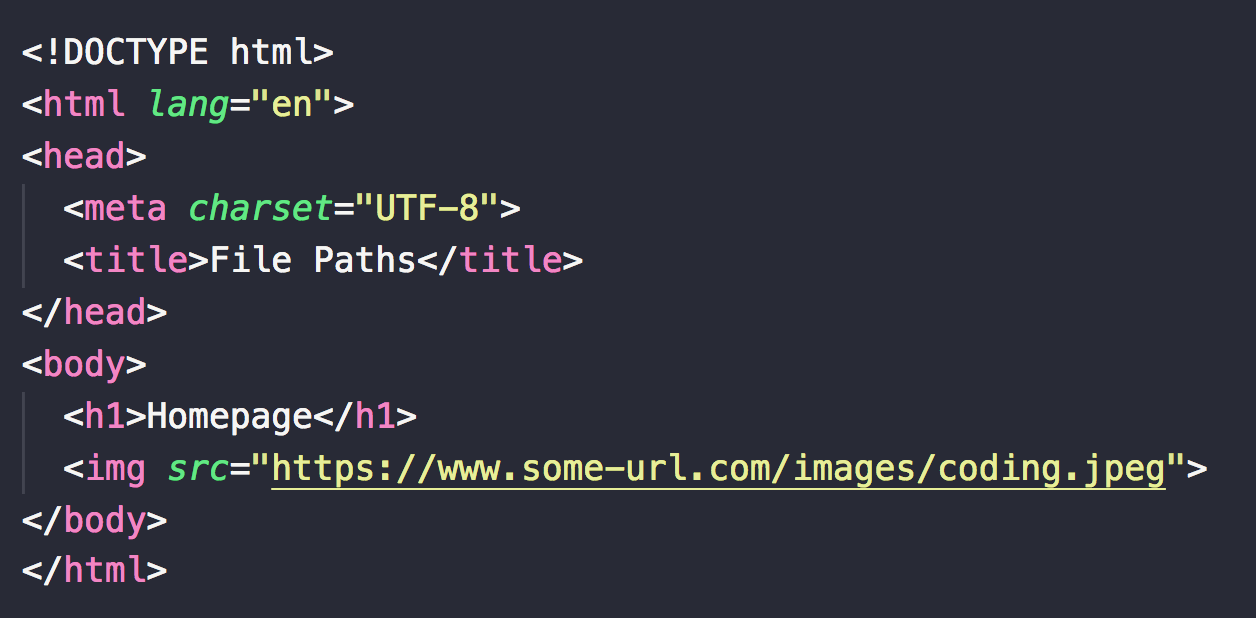 <!DOCTYPE html>
<html lang="en">
<head>
  <meta charset="UTF-8">
  <title>File Paths</title>
</head>
<body>
  <h1>Homepage</h1>
  <img src="https://www.some-url.com/images/coding.jpeg">
</body>
</html>